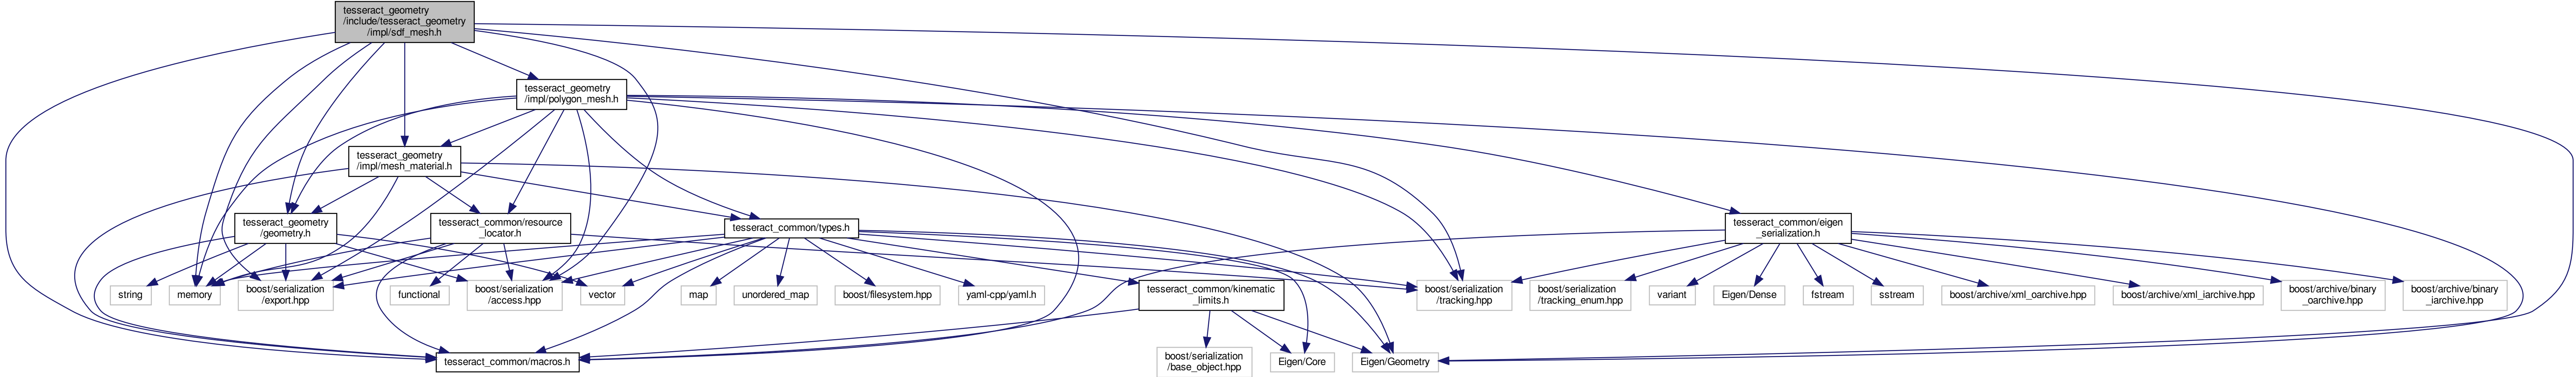 tesseract_geometry
/include/tesseract_geometry
/impl/sdf_mesh.h
tesseract_geometry
/impl/polygon_mesh.h
tesseract_geometry
/impl/mesh_material.h
tesseract_geometry
/geometry.h
tesseract_common/resource
_locator.h
tesseract_common/types.h
tesseract_common/eigen
_serialization.h
string
memory
boost/serialization
/export.hpp
functional
boost/serialization
/access.hpp
vector
map
unordered_map
boost/filesystem.hpp
yaml-cpp/yaml.h
tesseract_common/kinematic
_limits.h
boost/serialization
/tracking.hpp
boost/serialization
/tracking_enum.hpp
variant
Eigen/Dense
fstream
sstream
boost/archive/xml_oarchive.hpp
boost/archive/xml_iarchive.hpp
boost/archive/binary
_oarchive.hpp
boost/archive/binary
_iarchive.hpp
tesseract_common/macros.h
boost/serialization
/base_object.hpp
Eigen/Core
Eigen/Geometry